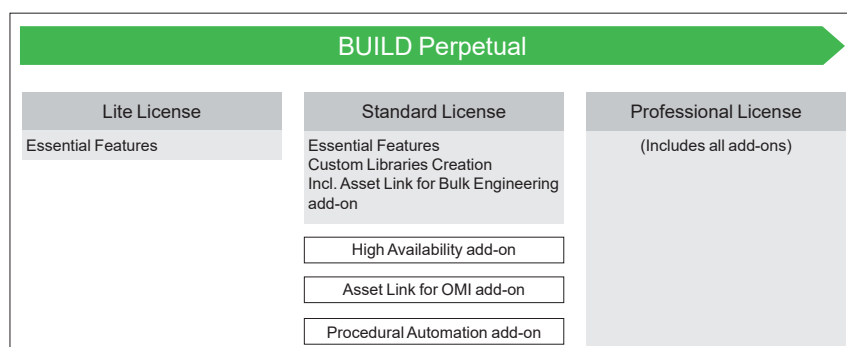 BUILD Perpetual
Lite License
Essential Features
Standard License
Essential Features
Custom Libraries Creation
Incl. Asset Link for Bulk Engineering
add-on
High Availability add-on
Asset Link for OMI add-on
Procedural Automation add-on
Professional License
(Includes all add-ons)